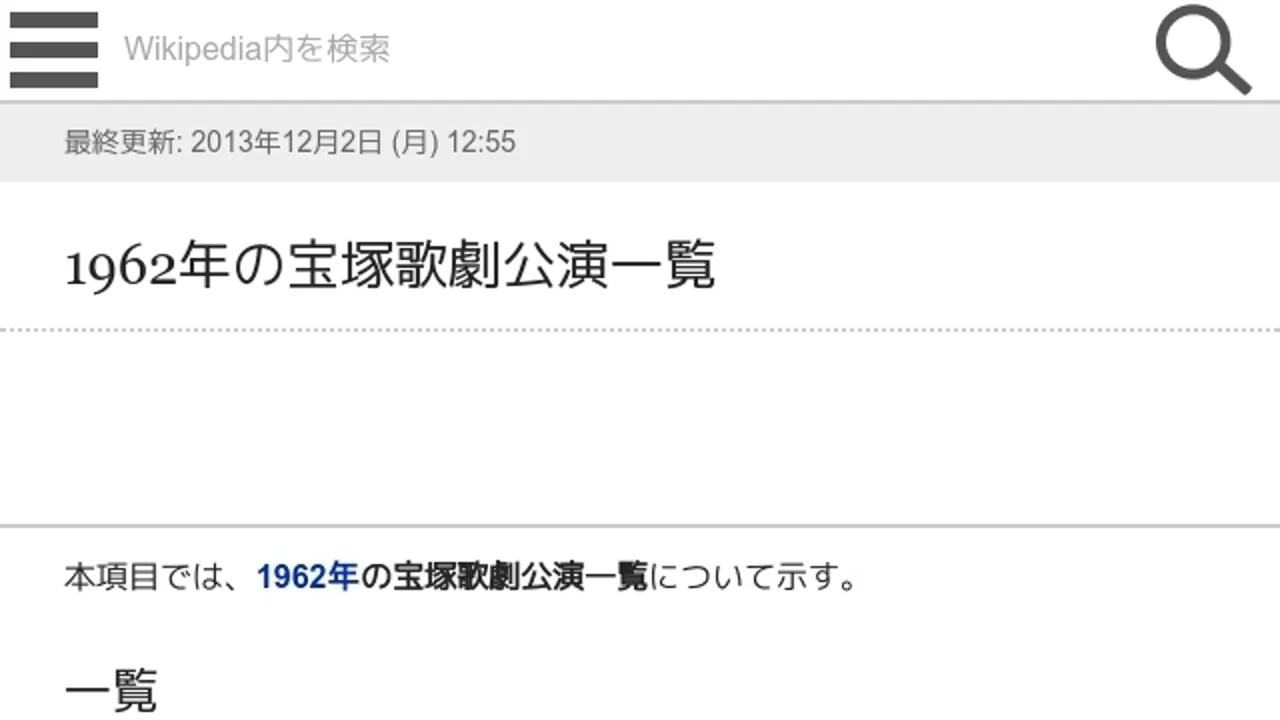 Wikipedia内を検索
最終更新: 2013年12月2日 (月) 12:55
1962年の宝塚歌劇公演一覧
本項目では、1962年の宝塚歌劇公演一覧について示す。
一覧